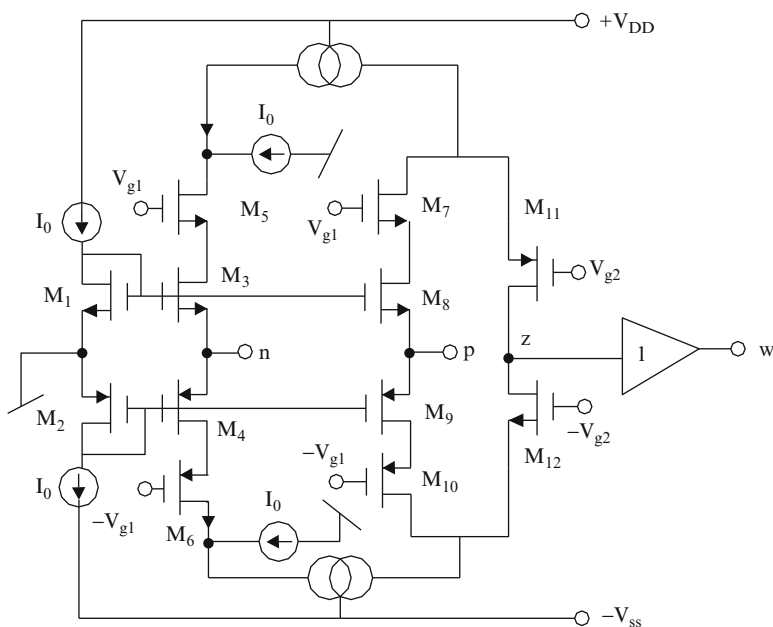 +V_DD
I_0
V_g1
M_5
M_7
M_11
V_g1
I_0
V_g2
M_3
M_1
M_8
n
p
z
1
w
M_2
M_4
M_9
−V_g1
−V_g2
M_10
M_12
I_0
−V_g1
I_0
M_6
−V_ss